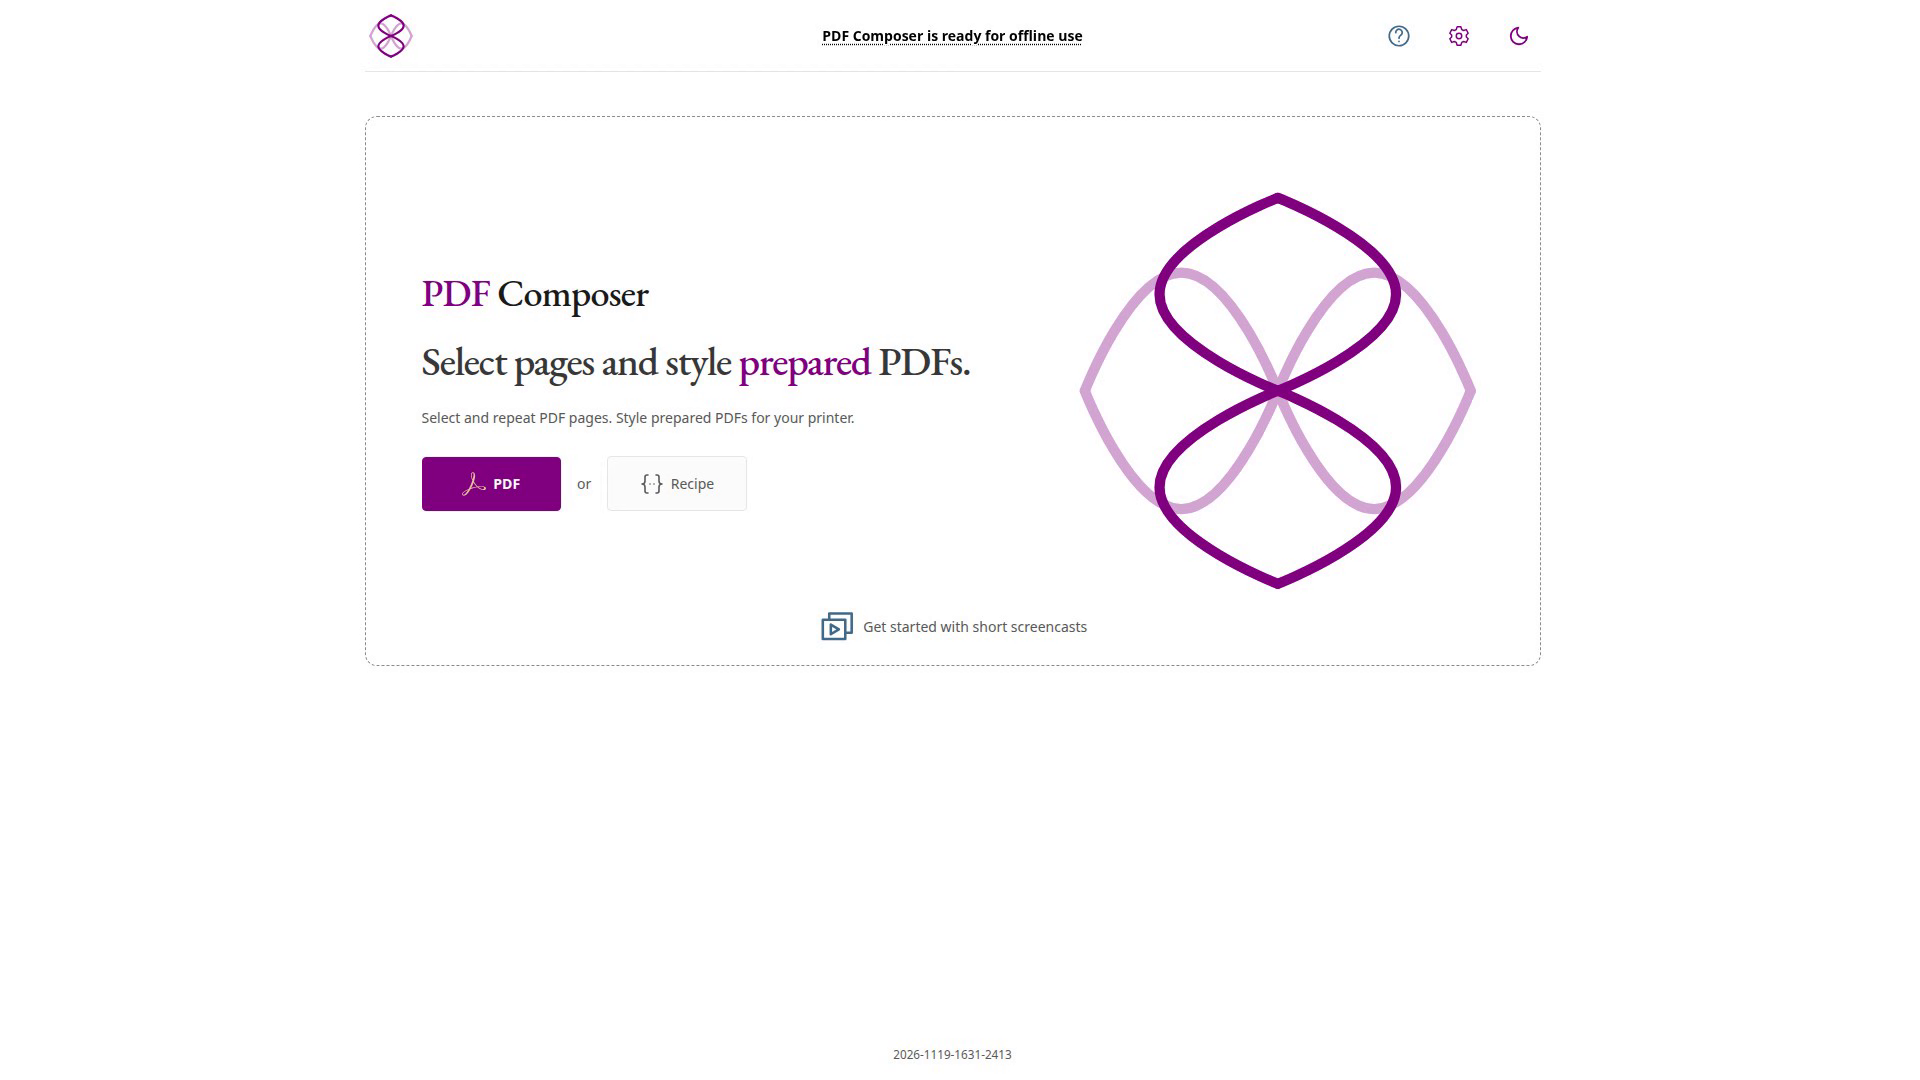 PDF Composer is ready for offline use
PDF Composer
Select pages and style prepared PDFs.
Select and repeat PDF pages. Style prepared PDFs for your printer.
PDF or Recipe
Get started with short screencasts
2026-1119-1631-2413